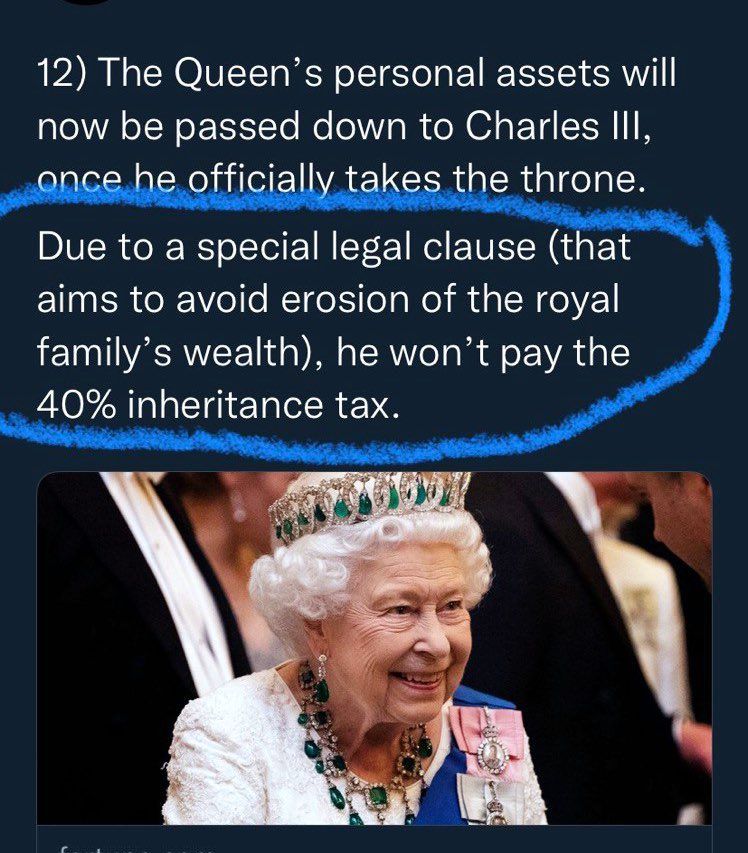 12) The Queen’s personal assets will
now be passed down to Charles III,
once he officially takes the throne.
Due to a special legal clause (that
aims to avoid erosion of the royal
family’s wealth), he won’t pay the
40% inheritance tax.